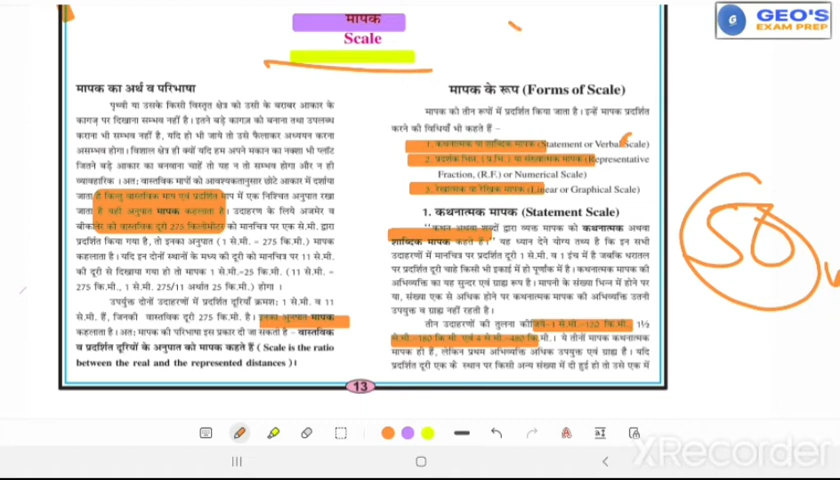 मापक
Scale
GEO'S
EXAM PREP
मापक का अर्थ व परिभाषा
पृथ्वी या उसके किसी विस्तृत क्षेत्र को उसी के बराबर आकार के
कागज़ पर दिखाना सम्भव नहीं है। इतने बड़े कागज़ को बनाना तथा उपलब्ध
कराना भी सम्भव नहीं है, यदि हो भी जाये तो उसे फैलाकर अध्ययन करना
असम्भव होगा। विशाल क्षेत्र ही क्यों यदि हम अपने मकान का नक्शा भी प्लॉट
जितने बड़े आकार का बनवाना चाहें तो यह न तो सम्भव होगा और न ही
व्यावहारिक। अतः वास्तविक मापों को आवश्यकतानुसार छोटे आकार में दर्शाया
जाता है किन्तु वास्तविक माप एवं प्रदर्शित माप में एक निश्चित अनुपात रखा
जाता है यही अनुपात मापक कहलाता है। उदाहरण के लिये अजमेर व
बीकानेर की वास्तविक दूरी 275 किलोमीटर को मानचित्र पर एक से.मी. द्वारा
प्रदर्शित किया गया है, तो इनका अनुपात (1 से.मी. = 275 कि.मी.) मापक
कहलाता है। यदि इन दोनों स्थानों के मध्य की दूरी को मानचित्र पर 11 से.मी.
की दूरी से दिखाया गया हो तो मापक 1 से.मी-25 कि.मी. (11 से.मी. =
275 कि.मी., 1 से.मी. 275/11 अर्थात 25 कि.मी.) होगा।
उपर्युक्त दोनों उदाहरणों में प्रदर्शित दूरियाँ क्रमशः 1 से.मी. व 11
से.मी. हैं, जिनकी वास्तविक दूरी 275 कि.मी. है। इनका अनुपात मापक
कहलाता है। अतः मापक की परिभाषा इस प्रकार दी जा सकती है – वास्तविक
व प्रदर्शित दूरियों के अनुपात को मापक कहते हैं (Scale is the ratio
between the real and the represented distances)।
मापक के रूप (Forms of Scale)
मापक को तीन रूपों में प्रदर्शित किया जाता है। इन्हें मापक प्रदर्शित
करने की विधियाँ भी कहते हैं –
1. कथनात्मक या शाब्दिक मापक (Statement or Verbal Scale)
2. प्रदर्शक भिन्न, (प्र.भि.) या संख्यात्मक मापक (Representative
Fraction, (R.F.) or Numerical Scale)
3. रेखात्मक या रैखिक मापक (Linear or Graphical Scale)
1. कथनात्मक मापक (Statement Scale)
"कथन अथवा शब्दों द्वारा व्यक्त मापक को कथनात्मक अथवा
शाब्दिक मापक कहते हैं।" यह ध्यान देने योग्य तथ्य है कि इन सभी
उदाहरणों में मानचित्र पर प्रदर्शित दूरी 1 से.मी. व 1 इंच में है जबकि धरातल
पर प्रदर्शित दूरी चाहे किसी भी इकाई में हो पूर्णांक में है। कथनात्मक मापक की
अभिव्यक्ति का यह सुन्दर एवं ग्राह्य रूप है। मापनी के संख्या भिन्न में होने पर
या, संख्या एक से अधिक होने पर कथनात्मक मापक की अभिव्यक्ति उतनी
उपयुक्त व ग्राह्य नहीं रहती है।
तीन उदाहरणों की तुलना कीजिये-1 से.मी.-120 कि.मी. 1½
से.मी.-180 कि.मी. एवं 4 से.मी.-480 कि.मी.। ये तीनों मापक कथनात्मक
मापक ही हैं, लेकिन प्रथम अभिव्यक्ति अधिक उपयुक्त एवं ग्राह्य हैं। यदि
प्रदर्शित दूरी एक के स्थान पर किसी अन्य संख्या में दी हुई हो तो उसे एक में
58
13
XRecorder